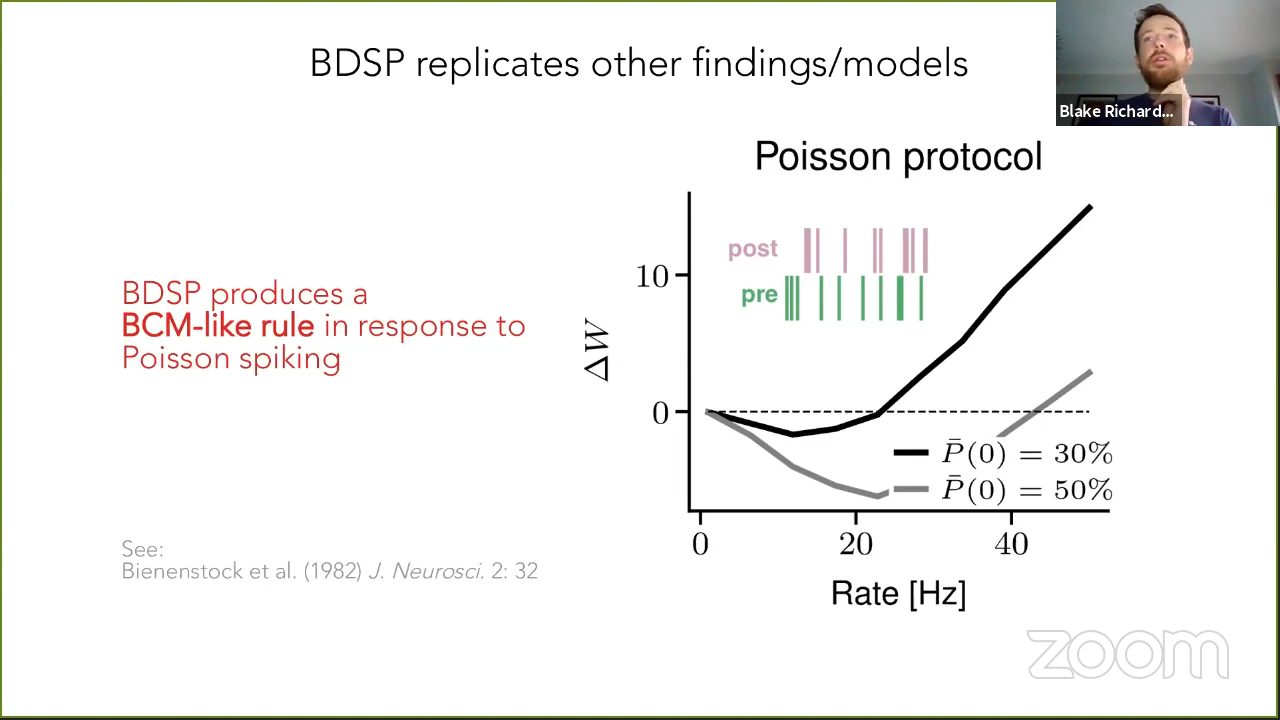 BDSP replicates other findings/models
Blake Richard...
Poisson protocol
post
pre
BDSP produces a
BCM-like rule in response to
Poisson spiking
10
0
ΔW
P̄(0) = 30%
P̄(0) = 50%
0 20 40
Rate [Hz]
See:
Bienenstock et al. (1982) J. Neurosci. 2: 32
zoom